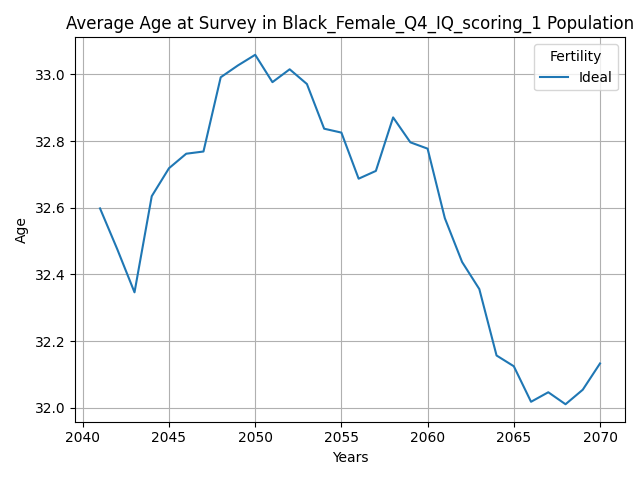 Average Age at Survey in Black_Female_Q4_IQ_scoring_1 Population
Fertility
Ideal
33.0
32.8
32.6
32.4
32.2
32.0
Age
2040 2045 2050 2055 2060 2065 2070
Years